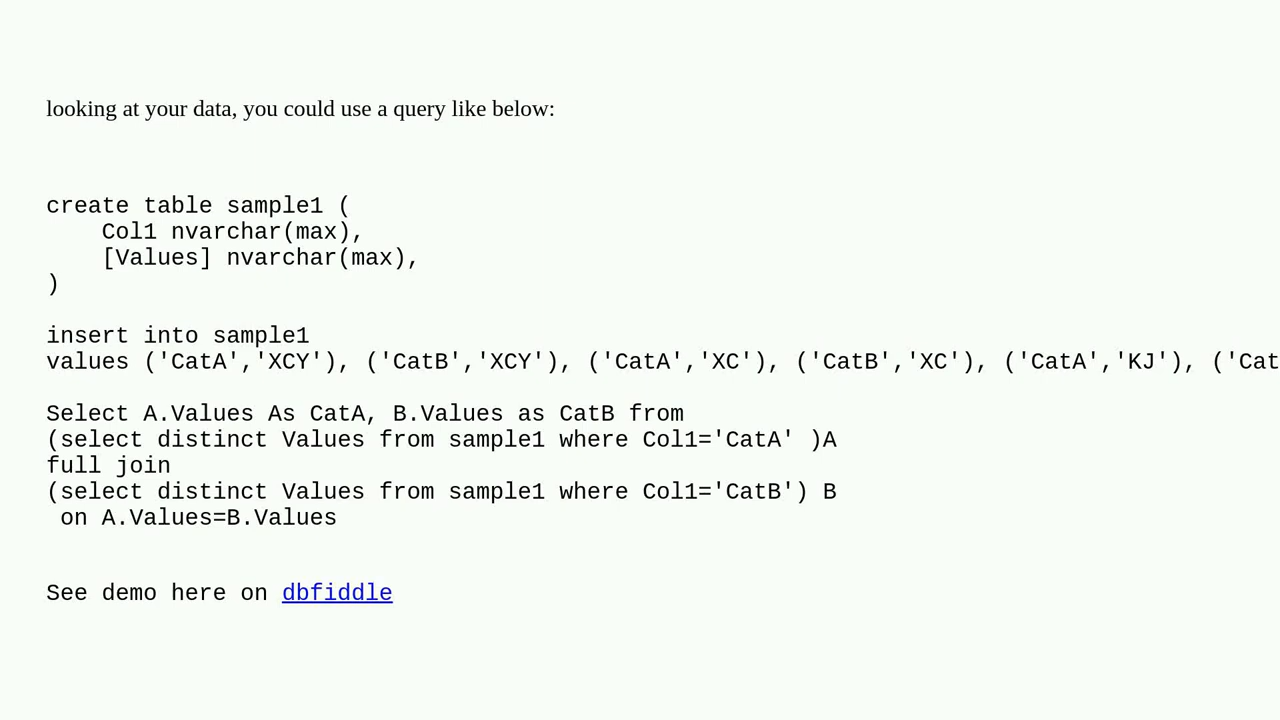 looking at your data, you could use a query like below:
create table sample1 (
    Col1 nvarchar(max),
    [Values] nvarchar(max),
)
insert into sample1
values ('CatA','XCY'), ('CatB','XCY'), ('CatA','XC'), ('CatB','XC'), ('CatA','KJ'), ('Cat
Select A.Values As CatA, B.Values as CatB from
(select distinct Values from sample1 where Col1='CatA' )A
full join
(select distinct Values from sample1 where Col1='CatB') B
 on A.Values=B.Values
See demo here on dbfiddle